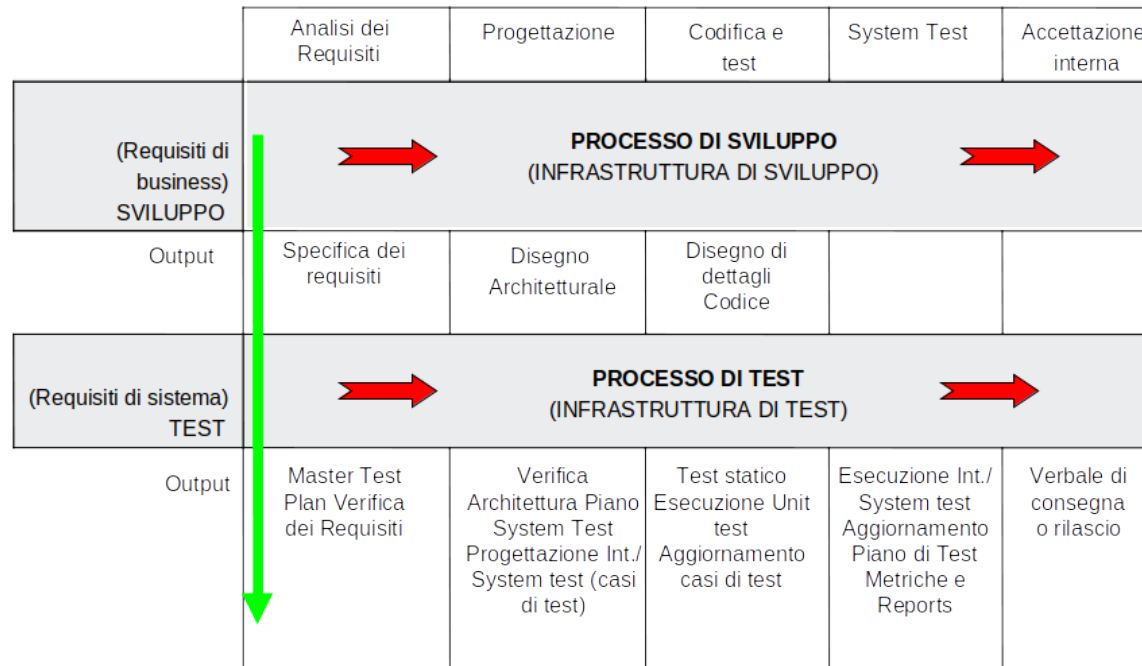 Analisi dei
Requisiti
Progettazione
Codifica e
test
System Test
Accettazione
interna
(Requisiti di
business)
SVILUPPO
PROCESSO DI SVILUPPO
(INFRASTRUTTURA DI SVILUPPO)
Output
Specifica dei
requisiti
Disegno
Architetturale
Disegno di
dettagli
Codice
(Requisiti di sistema)
TEST
PROCESSO DI TEST
(INFRASTRUTTURA DI TEST)
Output
Master Test
Plan Verifica
dei Requisiti
Verifica
Architettura Piano
System Test
Progettazione Int./
System test (casi
di test)
Test statico
Esecuzione Unit
test
Aggiornamento
casi di test
Esecuzione Int./
System test
Aggiornamento
Piano di Test
Metriche e
Reports
Verbale di
consegna
o rilascio